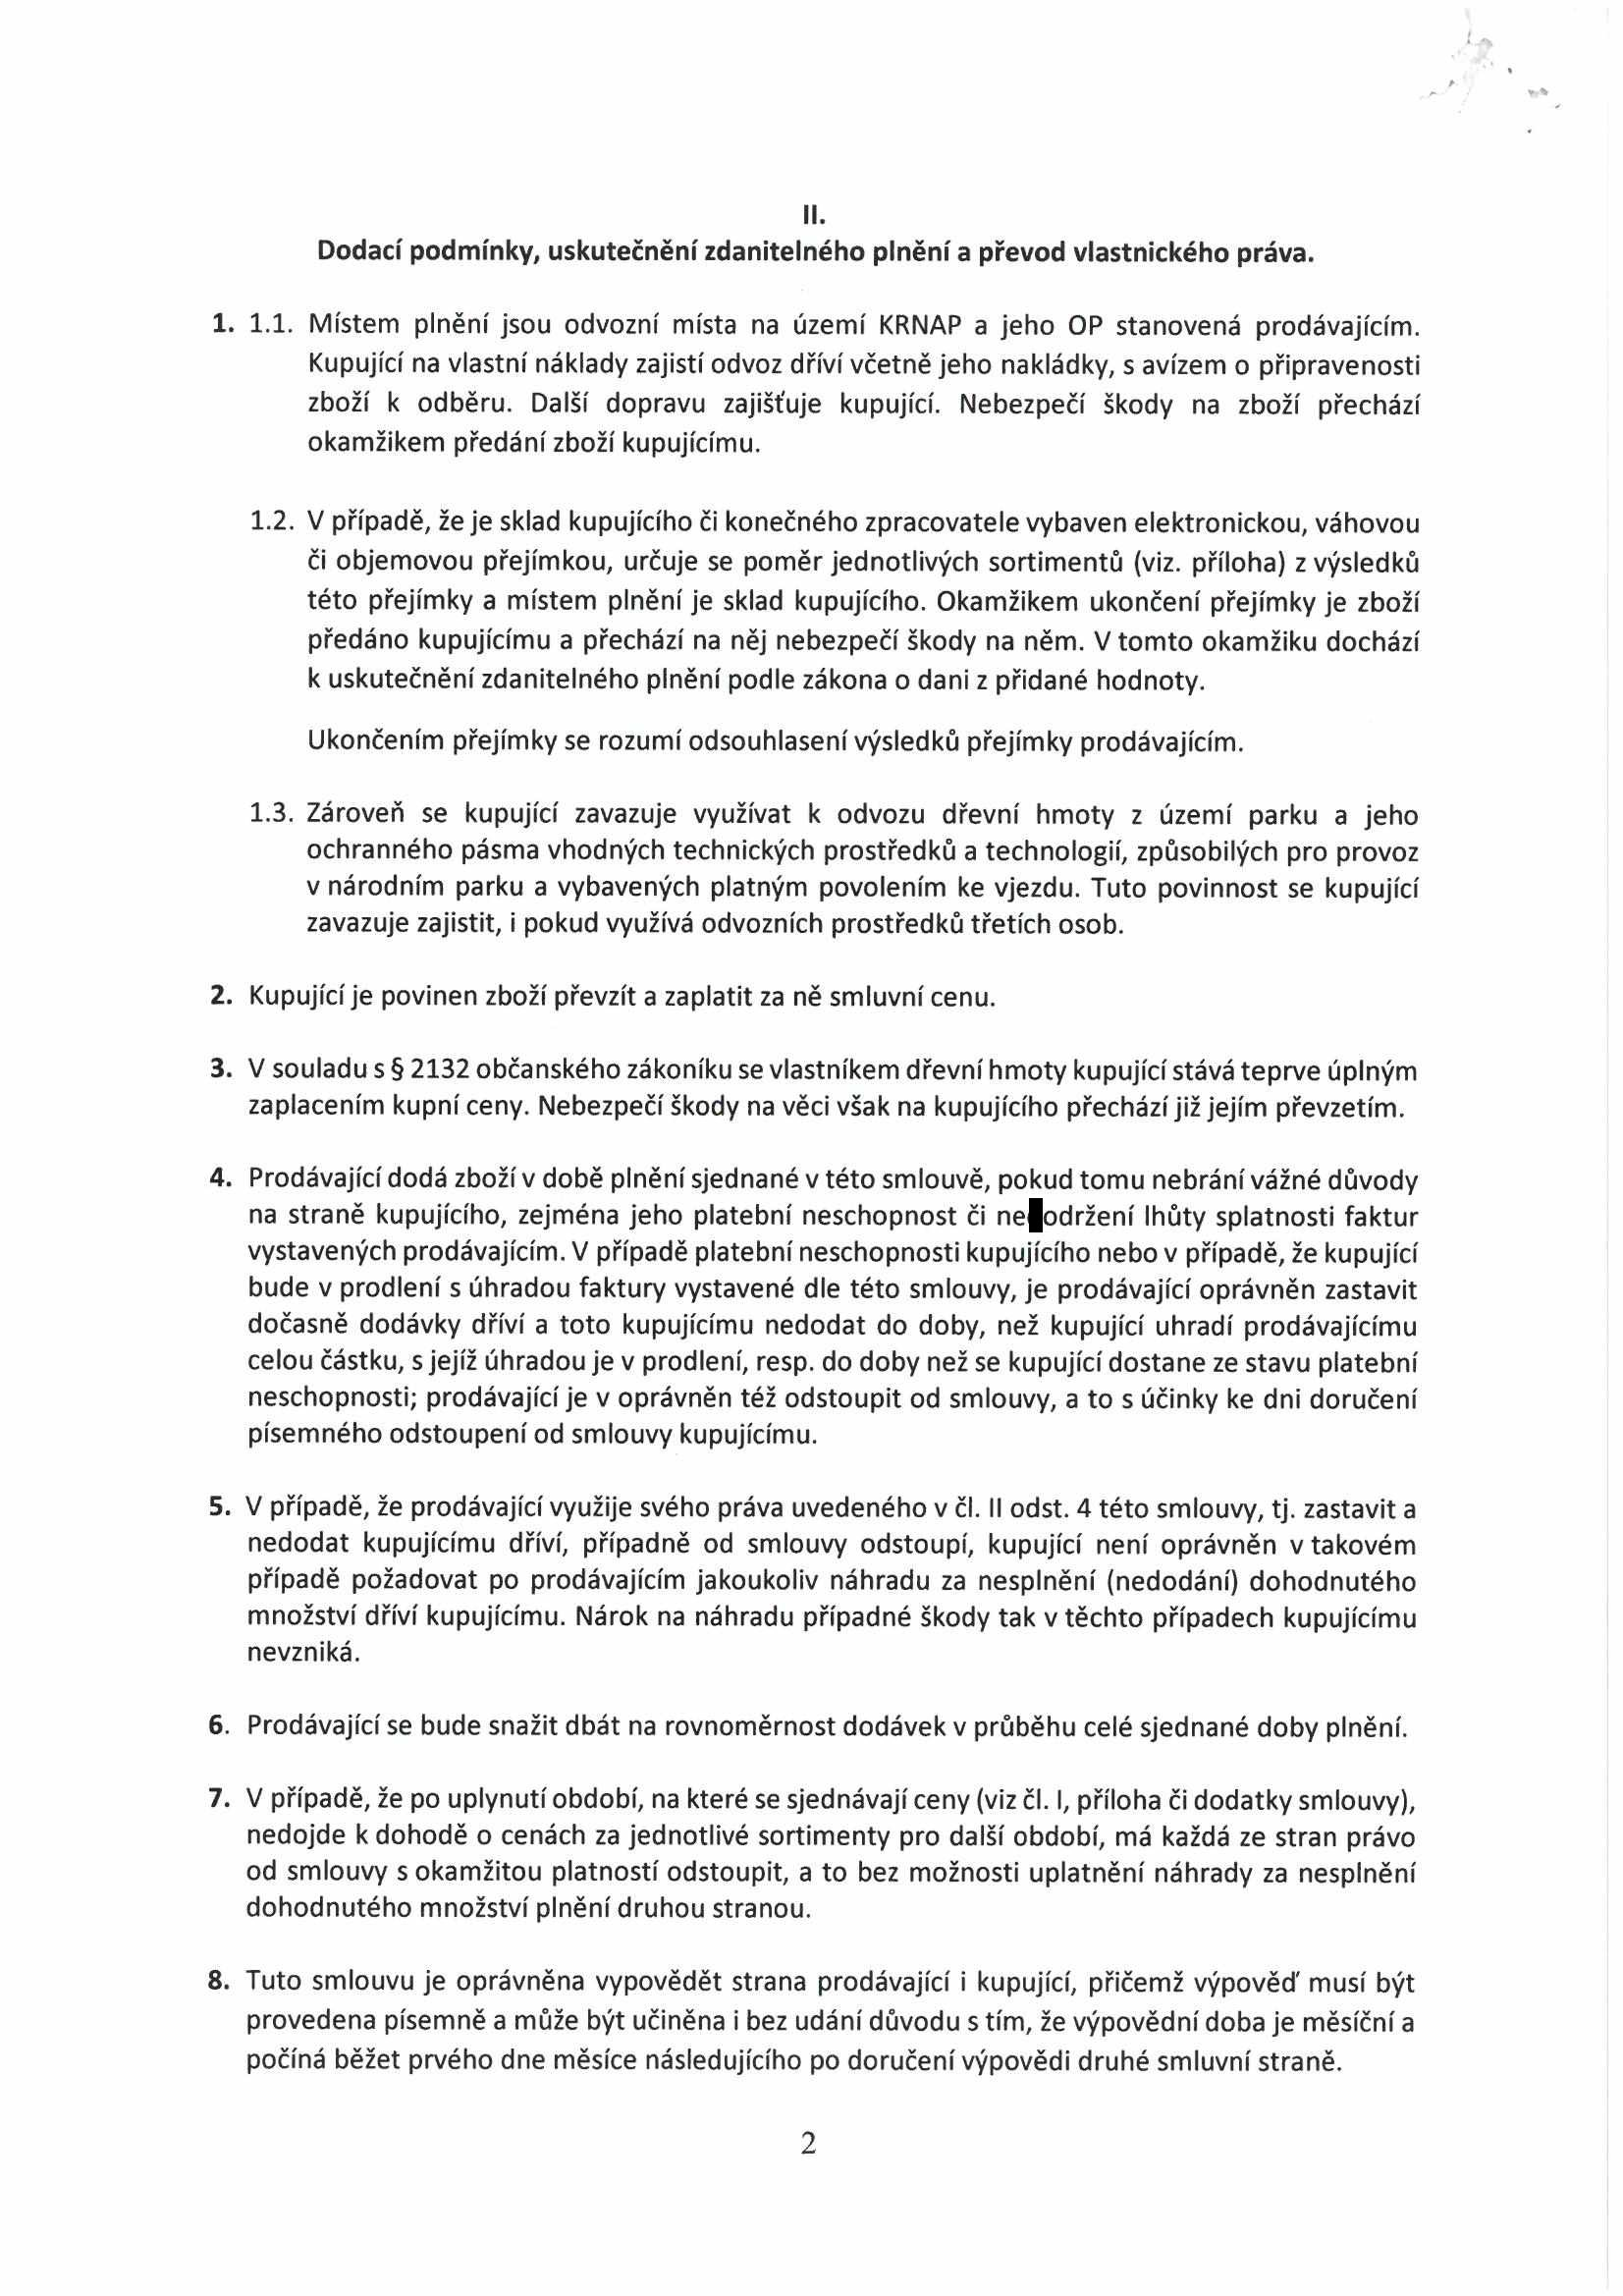 II.
Dodací podmínky, uskutečnění zdanitelného plnění a převod vlastnického práva.
1. 1.1. Místem plnění jsou odvozní místa na území KRNAP a jeho OP stanovená prodávajícím.
Kupující na vlastní náklady zajistí odvoz dříví včetně jeho nakládky, s avízem o připravenosti
zboží k odběru. Další dopravu zajišťuje kupující. Nebezpečí škody na zboží přechází
okamžikem předání zboží kupujícímu.
1.2. V případě, že je sklad kupujícího či konečného zpracovatele vybaven elektronickou, váhovou
či objemovou přejímkou, určuje se poměr jednotlivých sortimentů (viz. příloha) z výsledků
této přejímky a místem plnění je sklad kupujícího. Okamžikem ukončení přejímky je zboží
předáno kupujícímu a přechází na něj nebezpečí škody na něm. V tomto okamžiku dochází
k uskutečnění zdanitelného plnění podle zákona o dani z přidané hodnoty.
Ukončením přejímky se rozumí odsouhlasení výsledků přejímky prodávajícím.
1.3. Zároveň se kupující zavazuje využívat k odvozu dřevní hmoty z území parku a jeho
ochranného pásma vhodných technických prostředků a technologií, způsobilých pro provoz
v národním parku a vybavených platným povolením ke vjezdu. Tuto povinnost se kupující
zavazuje zajistit, i pokud využívá odvozních prostředků třetích osob.
2. Kupující je povinen zboží převzít a zaplatit za ně smluvní cenu.
3. V souladu s § 2132 občanského zákoníku se vlastníkem dřevní hmoty kupující stává teprve úplným
zaplacením kupní ceny. Nebezpečí škody na věci však na kupujícího přechází již jejím převzetím.
4. Prodávající dodá zboží v době plnění sjednané v této smlouvě, pokud tomu nebrání vážné důvody
na straně kupujícího, zejména jeho platební neschopnost či ne održení lhůty splatnosti faktur
vystavených prodávajícím. V případě platební neschopnosti kupujícího nebo v případě, že kupující
bude v prodlení s úhradou faktury vystavené dle této smlouvy, je prodávající oprávněn zastavit
dočasně dodávky dříví a toto kupujícímu nedodat do doby, než kupující uhradí prodávajícímu
celou částku, s jejíž úhradou je v prodlení, resp. do doby než se kupující dostane ze stavu platební
neschopnosti; prodávající je v oprávněn též odstoupit od smlouvy, a to s účinky ke dni doručení
písemného odstoupení od smlouvy kupujícímu.
5. V případě, že prodávající využije svého práva uvedeného v čl. II odst. 4 této smlouvy, tj. zastavit a
nedodat kupujícímu dříví, případně od smlouvy odstoupí, kupující není oprávněn v takovém
případě požadovat po prodávajícím jakoukoliv náhradu za nesplnění (nedodání) dohodnutého
množství dříví kupujícímu. Nárok na náhradu případné škody tak v těchto případech kupujícímu
nevzniká.
6. Prodávající se bude snažit dbát na rovnoměrnost dodávek v průběhu celé sjednané doby plnění.
7. V případě, že po uplynutí období, na které se sjednávají ceny (viz čl. I, příloha či dodatky smlouvy),
nedojde k dohodě o cenách za jednotlivé sortimenty pro další období, má každá ze stran právo
od smlouvy s okamžitou platností odstoupit, a to bez možnosti uplatnění náhrady za nesplnění
dohodnutého množství plnění druhou stranou.
8. Tuto smlouvu je oprávněna vypovědět strana prodávající i kupující, přičemž výpověď musí být
provedena písemně a může být učiněna i bez udání důvodu s tím, že výpovědní doba je měsíční a
počíná běžet prvého dne měsíce následujícího po doručení výpovědi druhé smluvní straně.
2